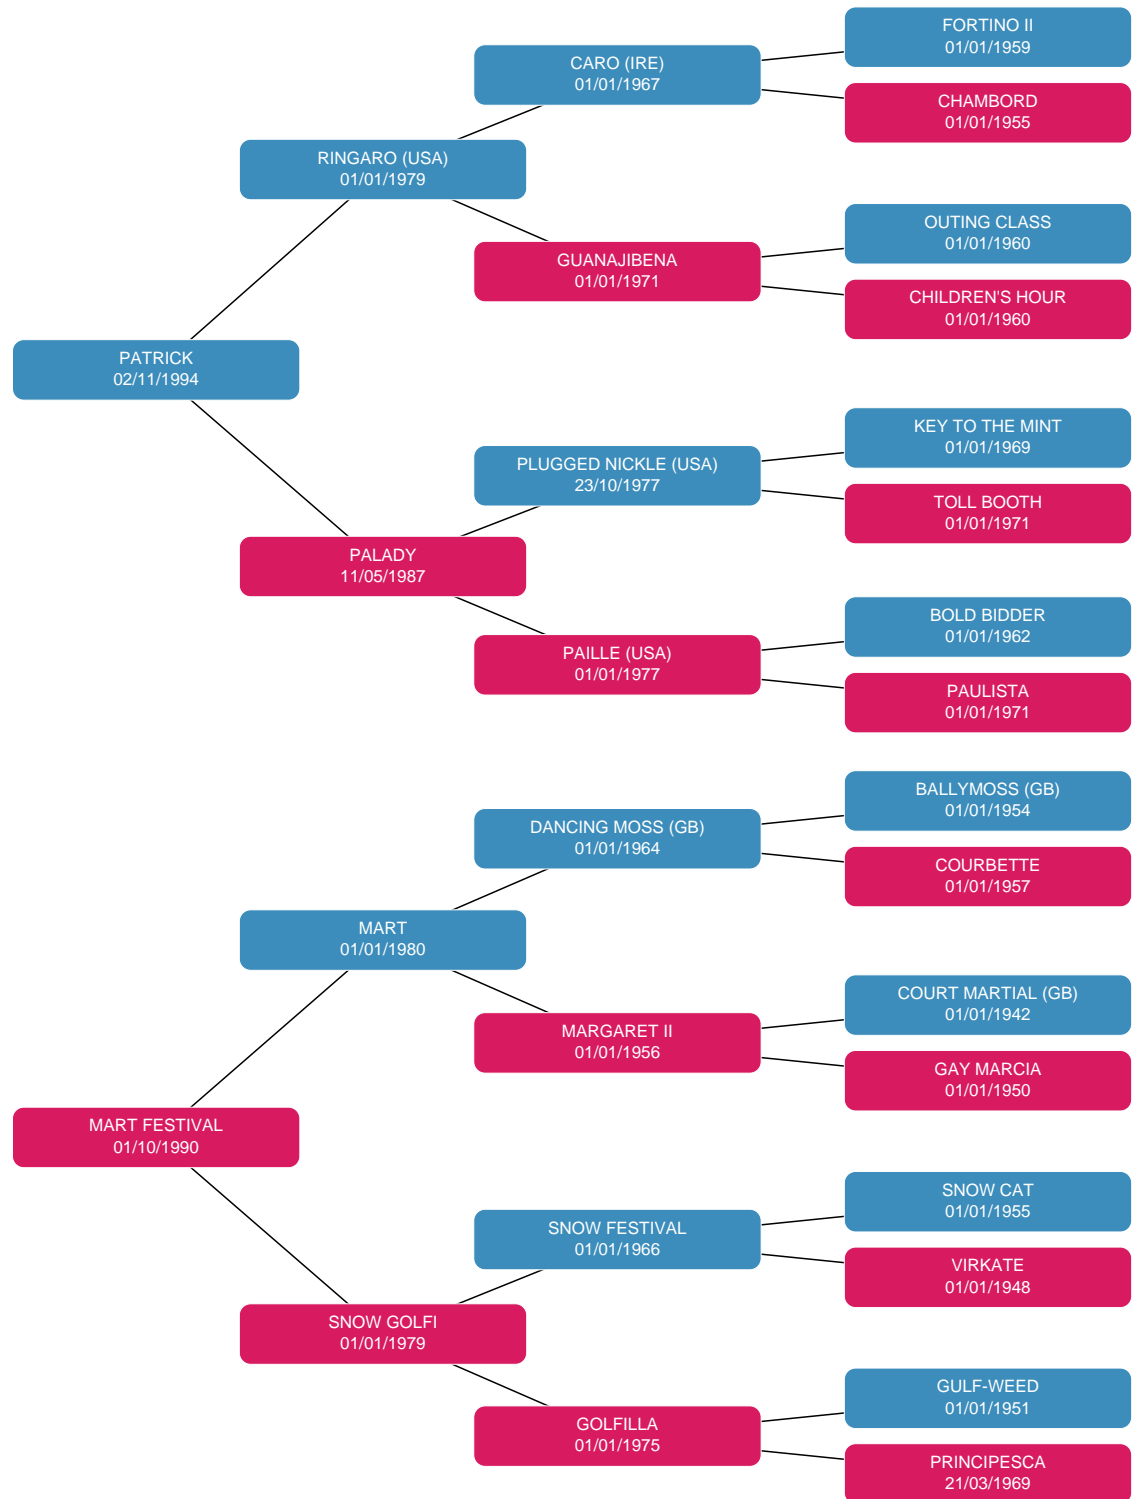 FORTINO II
01/01/1959
CARO (IRE)
01/01/1967
CHAMBORD
01/01/1955
RINGARO (USA)
01/01/1979
OUTING CLASS
01/01/1960
GUANAJIBENA
01/01/1971
CHILDREN'S HOUR
01/01/1960
PATRICK
02/11/1994
KEY TO THE MINT
01/01/1969
PLUGGED NICKLE (USA)
23/10/1977
TOLL BOOTH
01/01/1971
PALADY
11/05/1987
BOLD BIDDER
01/01/1962
PAILLE (USA)
01/01/1977
PAULISTA
01/01/1971
BALLYMOSS (GB)
01/01/1954
DANCING MOSS (GB)
01/01/1964
COURBETTE
01/01/1957
MART
01/01/1980
COURT MARTIAL (GB)
01/01/1942
MARGARET II
01/01/1956
GAY MARCIA
01/01/1950
MART FESTIVAL
01/10/1990
SNOW CAT
01/01/1955
SNOW FESTIVAL
01/01/1966
VIRKATE
01/01/1948
SNOW GOLFI
01/01/1979
GULF-WEED
01/01/1951
GOLFILLA
01/01/1975
PRINCIPESCA
21/03/1969